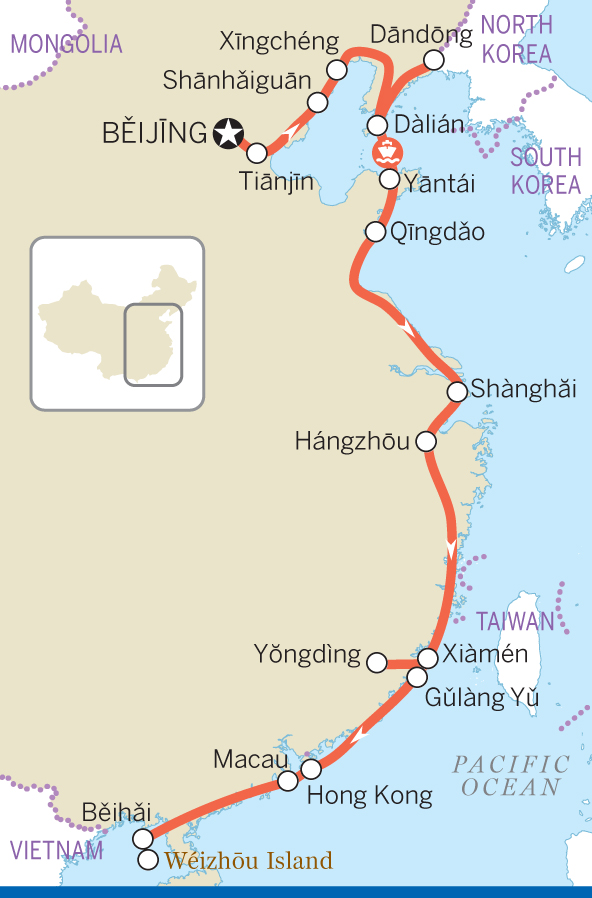 MONGOLIA
NORTH
KOREA
Dāndōng
Xīngchéng
Shānhǎiguān
BĚIJĪNG
Tiānjīn
Dàlián
SOUTH
KOREA
Yāntái
Qīngdǎo
Shànghǎi
Hángzhōu
TAIWAN
Yǒngdìng
Xiàmén
Gǔlàng Yǔ
Macau
PACIFIC
OCEAN
Hong Kong
Běihǎi
VIETNAM
Wéizhōu Island